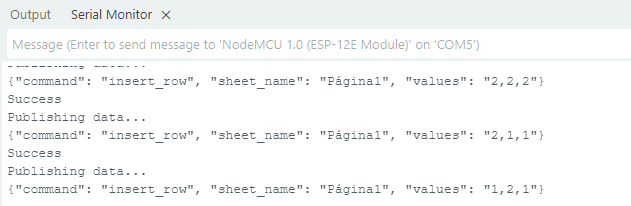 Output Serial Monitor
Message (Enter to send message to 'NodeMCU 1.0 (ESP-12E Module)' on 'COM5')
Publishing data...
{"command": "insert_row", "sheet_name": "Página1", "values": "2,2,2"}
Success
Publishing data...
{"command": "insert_row", "sheet_name": "Página1", "values": "2,1,1"}
Success
Publishing data...
{"command": "insert_row", "sheet_name": "Página1", "values": "1,2,1"}